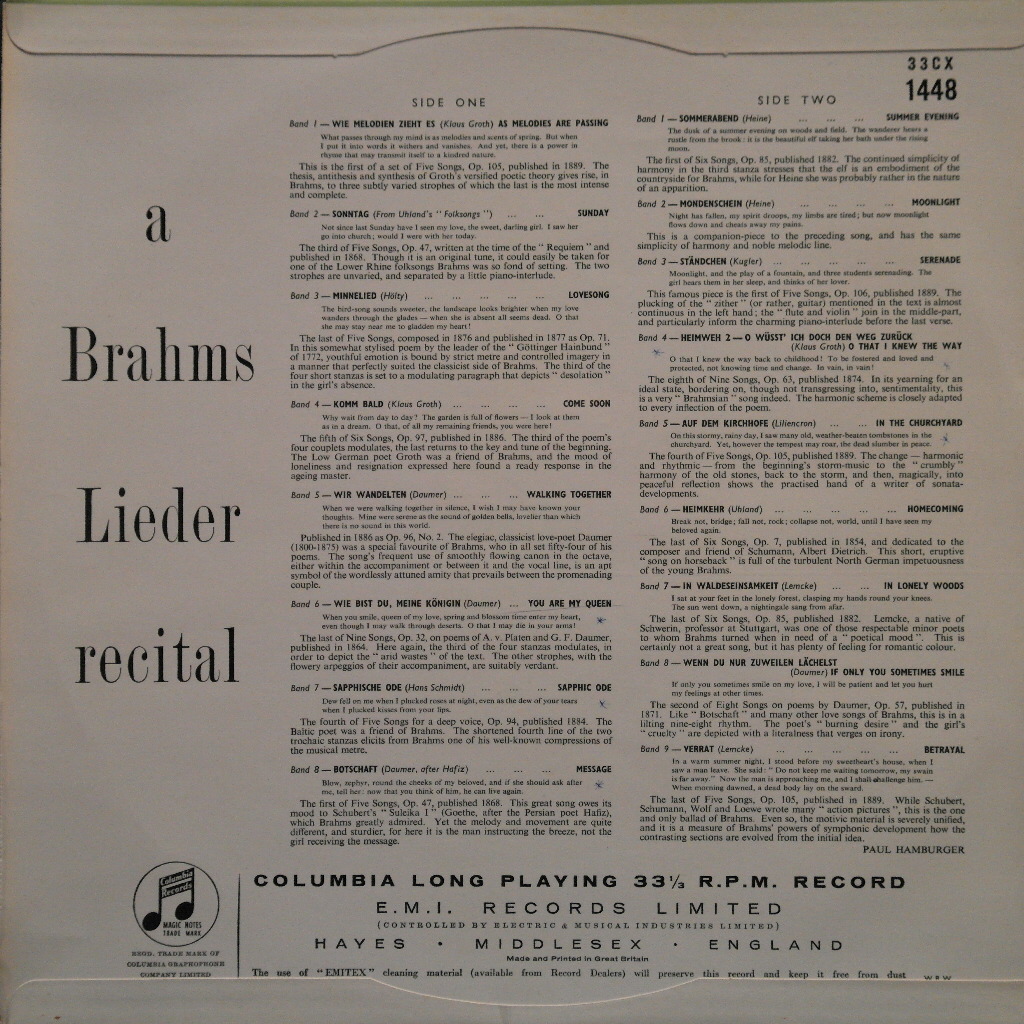 33CX
1448
a
Brahms
Lieder
recital
SIDE ONE
Band 1 — WIE MELODIEN ZIEHT ES (Klaus Groth) AS MELODIES ARE PASSING
What passes through my mind is as melodies and scents of spring. But when
I put it into words it withers and vanishes. And yet, there is a power in
rhyme that may transmit itself to a kindred nature.
This is the first of a set of Five Songs, Op. 105, published in 1889. The
thesis, antithesis and synthesis of Groth's versified poetic theory gives rise, in
Brahms, to three subtly varied strophes of which the last is the most intense
and complete.
Band 2 — SONNTAG (From Uhland's " Folksongs ") ... ... SUNDAY
Not since last Sunday have I seen my love, the sweet, darling girl. I saw her
go into church; would I were with her today.
The third of Five Songs, Op. 47, written at the time of the " Requiem " and
published in 1868. Though it is an original tune, it could easily be taken for
one of the Lower Rhine folksongs Brahms was so fond of setting. The two
strophes are unvaried, and separated by a little piano-interlude.
Band 3 — MINNELIED (Hölty) ... ... ... ... LOVESONG
The bird-song sounds sweeter, the landscape looks brighter when my love
wanders through the glades — when she is absent all seems dead. O that
she may stay near me to gladden my heart!
The last of Five Songs, composed in 1876 and published in 1877 as Op. 71.
In this somewhat stylised poem by the leader of the " Göttinger Hainbund "
of 1772, youthful emotion is bound by strict metre and controlled imagery in
a manner that perfectly suited the classicist side of Brahms. The third of the
four short stanzas is set to a modulating paragraph that depicts " desolation "
in the girl's absence.
Band 4 — KOMM BALD (Klaus Groth) ... ... ... COME SOON
Why wait from day to day? The garden is full of flowers — I look at them
as in a dream. O that, of all my remaining friends, you were here!
The fifth of Six Songs, Op. 97, published in 1886. The third of the poem's
four couplets modulates, the last returns to the key and tune of the beginning.
The Low German poet Groth was a friend of Brahms, and the mood of
loneliness and resignation expressed here found a ready response in the
ageing master.
Band 5 — WIR WANDELTEN (Daumer) ... ... WALKING TOGETHER
When we were walking together in silence, I wish I may have known your
thoughts. Mine were serene as the sound of golden bells, lovelier than which
there is no sound in this world.
Published in 1886 as Op. 96, No. 2. The elegiac, classicist love-poet Daumer
(1800-1875) was a special favourite of Brahms, who in all set fifty-four of his
poems. The song's frequent use of smoothly flowing canon in the octave,
either within the accompaniment or between it and the vocal line, is an apt
symbol of the wordlessly attuned amity that prevails between the promenading
couple.
Band 6 — WIE BIST DU, MEINE KÖNIGIN (Daumer) ... YOU ARE MY QUEEN
When you smile, queen of my love, spring and blossom time enter my heart,
even though I may walk through deserts. O that I may die in your arms!
The last of Nine Songs, Op. 32, on poems of A. v. Platen and G. F. Daumer,
published in 1864. Here again, the third of the four stanzas modulates, in
order to depict the " arid wastes " of the text. The other strophes, with the
flowery arpeggios of their accompaniment, are suitably verdant.
Band 7 — SAPPHISCHE ODE (Hans Schmidt) ... ... ... SAPPHIC ODE
Dew fell on me when I plucked roses at night, even as the dew of your tears
when I plucked kisses from your lips.
The fourth of Five Songs for a deep voice, Op. 94, published 1884. The
Baltic poet was a friend of Brahms. The shortened fourth line of the two
trochaic stanzas elicits from Brahms one of his well-known compressions of
the musical metre.
Band 8 — BOTSCHAFT (Daumer, after Hafiz) ... ... ... MESSAGE
Blow, zephyr, round the cheeks of my beloved, and if she should ask after
me, tell her: now that you think of him, he can live again.
The first of Five Songs, Op. 47, published 1868. This great song owes its
mood to Schubert's " Suleika I " (Goethe, after the Persian poet Hafiz),
which Brahms greatly admired. Yet the melody and movement are quite
different, and sturdier, for here it is the man instructing the breeze, not the
girl receiving the message.
SIDE TWO
Band 1 — SOMMERABEND (Heine) ... ... ... SUMMER EVENING
The dusk of a summer evening on woods and field. The wanderer hears a
rustle from the brook: it is the beautiful elf taking her bath under the rising
moon.
The first of Six Songs, Op. 85, published 1882. The continued simplicity of
harmony in the third stanza stresses that the elf is an embodiment of the
countryside for Brahms, while for Heine she was probably rather in the nature
of an apparition.
Band 2 — MONDENSCHEIN (Heine) ... ... ... MOONLIGHT
Night has fallen, my spirit droops, my limbs are tired; but now moonlight
flows down and cheats away my pains.
This is a companion-piece to the preceding song, and has the same
simplicity of harmony and noble melodic line.
Band 3 — STÄNDCHEN (Kugler) ... ... ... ... SERENADE
Moonlight, and the play of a fountain, and three students serenading. The
girl hears them in her sleep, and thinks of her lover.
This famous piece is the first of Five Songs, Op. 106, published 1889. The
plucking of the " zither " (or rather, guitar) mentioned in the text is almost
continuous in the left hand; the " flute and violin " join in the middle-part,
and particularly inform the charming piano-interlude before the last verse.
Band 4 — HEIMWEH 2 — O WÜSST' ICH DOCH DEN WEG ZURÜCK
(Klaus Groth) O THAT I KNEW THE WAY
O that I knew the way back to childhood! To be fostered and loved and
protected, not knowing time and change. In vain, in vain!
The eighth of Nine Songs, Op. 63, published 1874. In its yearning for an
ideal state, bordering on, though not transgressing into, sentimentality, this
is a very " Brahmsian " song indeed. The harmonic scheme is closely adapted
to every inflection of the poem.
Band 5 — AUF DEM KIRCHHOFE (Liliencron) ... IN THE CHURCHYARD
On this stormy, rainy day, I saw many old, weather-beaten tombstones in the
churchyard. Yet, however the tempest may roar, the dead slumber in peace.
The fourth of Five Songs, Op. 105, published 1889. The change — harmonic
and rhythmic — from the beginning's storm-music to the " crumbly "
harmony of the old stones, back to the storm, and then, magically, into
peaceful reflection shows the practised hand of a writer of sonata-
developments.
Band 6 — HEIMKEHR (Uhland) ... ... ... HOMECOMING
Break not, bridge; fall not, rock; collapse not, world, until I have seen my
beloved again.
The last of Six Songs, Op. 7, published in 1854, and dedicated to the
composer and friend of Schumann, Albert Dietrich. This short, eruptive
" song on horseback " is full of the turbulent North German impetuousness
of the young Brahms.
Band 7 — IN WALDESEINSAMKEIT (Lemcke) ... IN LONELY WOODS
I sat at your feet in the lonely forest, clasping my hands round your knees.
The sun went down, a nightingale sang from afar.
The last of Six Songs, Op. 85, published 1882. Lemcke, a native of
Schwerin, professor at Stuttgart, was one of those respectable minor poets
to whom Brahms turned when in need of a " poetical mood ". This is
certainly not a great song, but it has plenty of feeling for romantic colour.
Band 8 — WENN DU NUR ZUWEILEN LÄCHELST
(Daumer) IF ONLY YOU SOMETIMES SMILE
If only you sometimes smile on my love, I will be patient and let you hurt
my feelings at other times.
The second of Eight Songs on poems by Daumer, Op. 57, published in
1871. Like " Botschaft " and many other love songs of Brahms, this is in a
lilting nine-eight rhythm. The poet's " burning desire " and the girl's
" cruelty " are depicted with a literalness that verges on irony.
Band 9 — VERRAT (Lemcke) ... ... ... ... BETRAYAL
In a warm summer night, I stood before my sweetheart's house, when I
saw a man leave. She said: " Do not keep me waiting tomorrow, my swain
is far away." Now the man is approaching me, and I shall challenge him. —
When morning dawned, a dead body lay on the sward.
The last of Five Songs, Op. 105, published in 1889. While Schubert,
Schumann, Wolf and Loewe wrote many " action pictures ", this is the one
and only ballad of Brahms. Even so, the motivic material is severely unified,
and it is a measure of Brahms' powers of symphonic development how the
contrasting sections are evolved from the initial idea.
PAUL HAMBURGER
Columbia
Records
MAGIC NOTES
TRADE MARK
REGD. TRADE MARK OF
COLUMBIA GRAPHOPHONE
COMPANY LIMITED
COLUMBIA LONG PLAYING 33⅓ R.P.M. RECORD
E.M.I. RECORDS LIMITED
(CONTROLLED BY ELECTRIC & MUSICAL INDUSTRIES LIMITED)
HAYES · MIDDLESEX · ENGLAND
Made and Printed in Great Britain
The use of "EMITEX" cleaning material (available from Record Dealers) will preserve this record and keep it free from dust